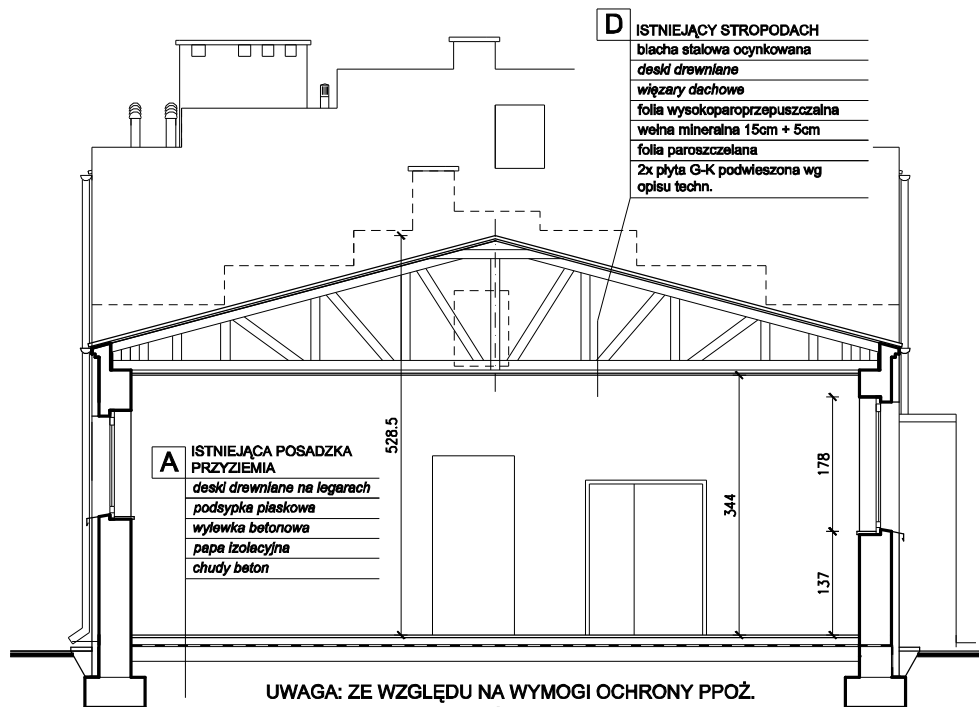 D ISTNIEJĄCY STROPODACH
blacha stalowa ocynkowana
deski drewniane
więzary dachowe
folia wysokoparoprzepuszczalna
wełna mineralna 15cm + 5cm
folia paroszczelana
2x płyta G-K podwieszona wg
opisu techn.
528.5
344
178
137
A ISTNIEJĄCA POSADZKA
PRZYZIEMIA
deski drewniane na legarach
podsypka piaskowa
wylewka betonowa
papa izolacyjna
chudy beton
UWAGA: ZE WZGLĘDU NA WYMOGI OCHRONY PPOŻ.